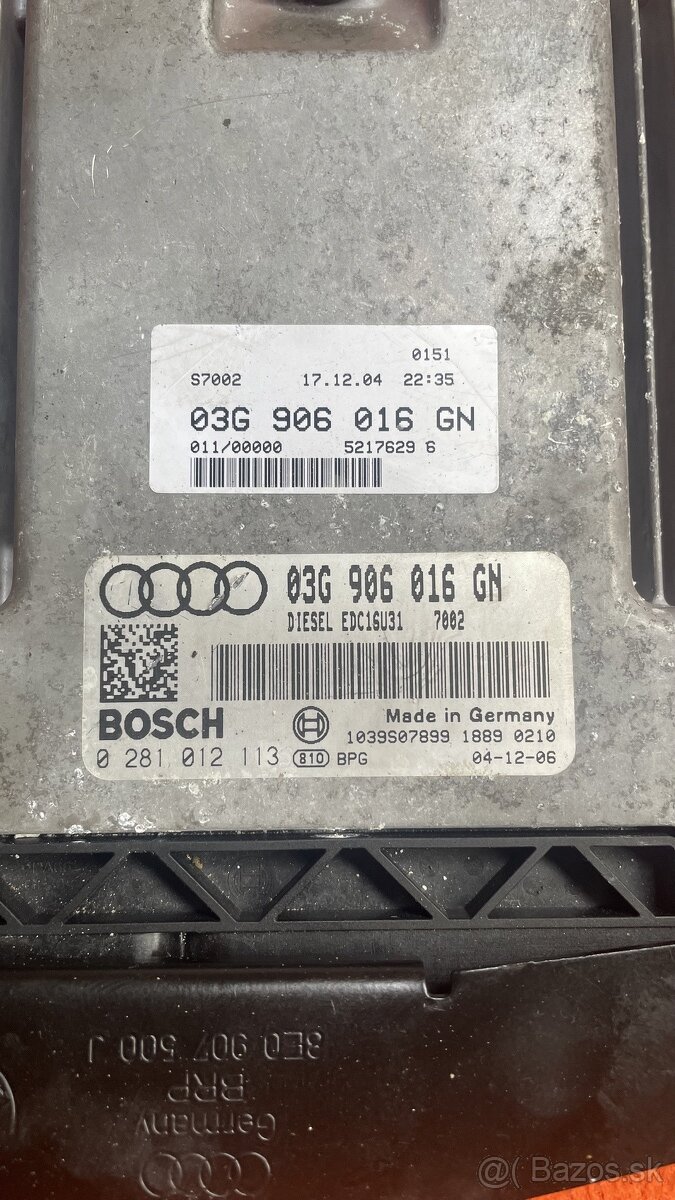 0151
S7002 17.12.04 22:35
03G 906 016 GN
011/00000 5217629 6
03G 906 016 GN
DIESEL EDC16U31 7002
BOSCH
Made in Germany
1039S07899 1889 0210
0 281 012 113 810 BPG 04-12-06
8E0 907 500 J
BRP
Germany
@( Bazos.sk